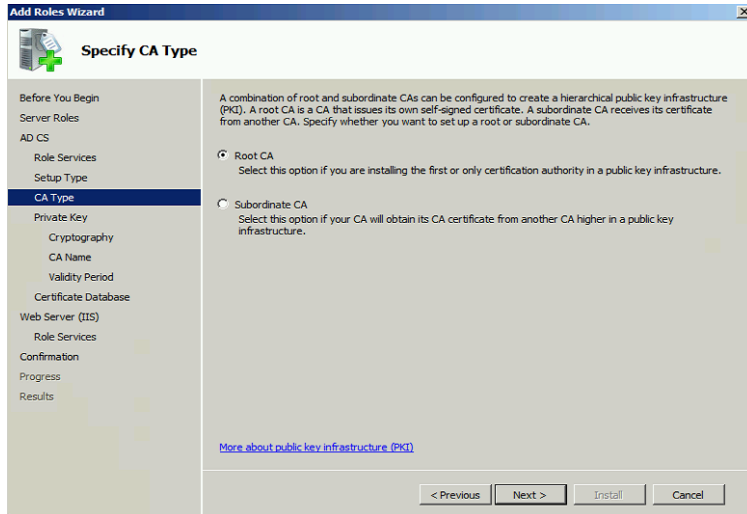 Add Roles Wizard
Specify CA Type
Before You Begin
Server Roles
AD CS
Role Services
Setup Type
CA Type
Private Key
Cryptography
CA Name
Validity Period
Certificate Database
Web Server (IIS)
Role Services
Confirmation
Progress
Results
A combination of root and subordinate CAs can be configured to create a hierarchical public key infrastructure
(PKI). A root CA is a CA that issues its own self-signed certificate. A subordinate CA receives its certificate
from another CA. Specify whether you want to set up a root or subordinate CA.
Root CA
Select this option if you are installing the first or only certification authority in a public key infrastructure.
Subordinate CA
Select this option if your CA will obtain its CA certificate from another CA higher in a public key
infrastructure.
More about public key infrastructure (PKI)
< Previous
Next >
Install
Cancel